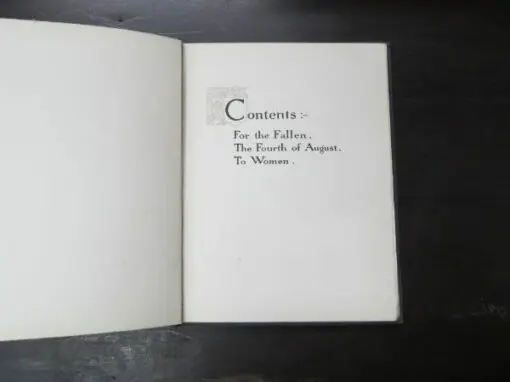 Contents :-
For the Fallen.
The Fourth of August.
To Women.